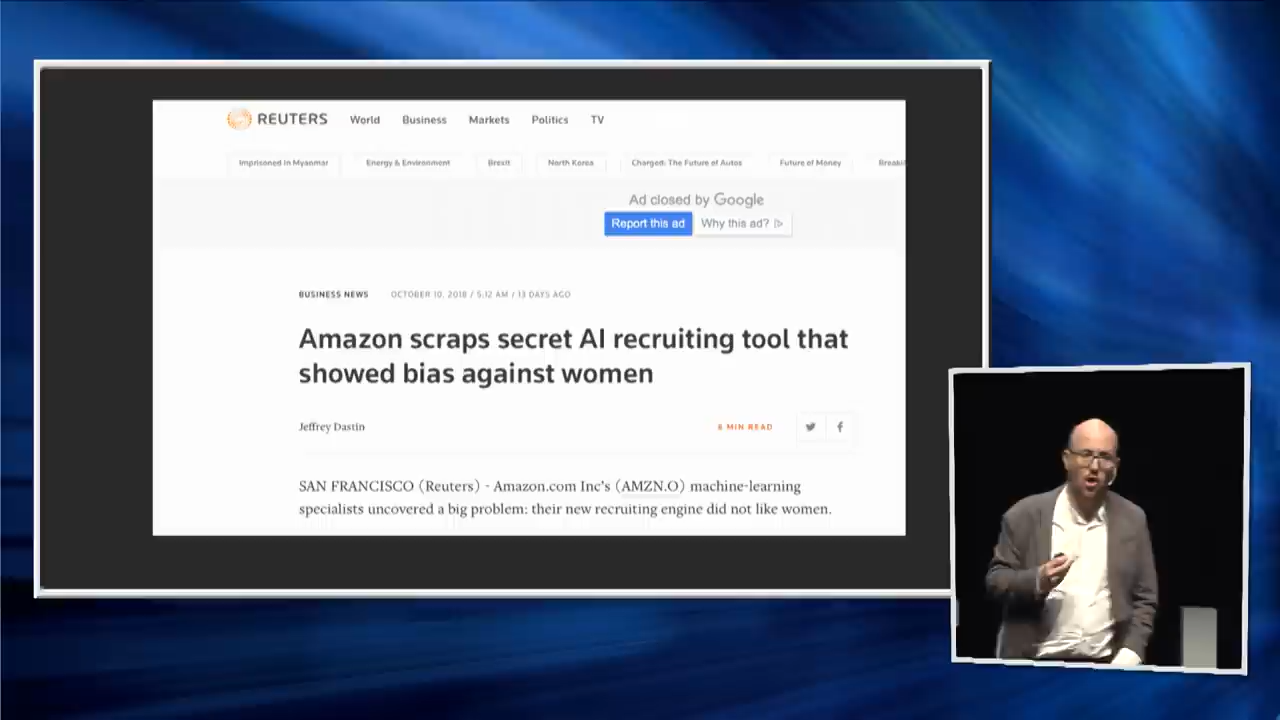 REUTERS World Business Markets Politics TV
Imprisoned In Myanmar Energy & Environment Brexit North Korea Charged: The Future of Autos Future of Money Breaki
Ad closed by Google
Report this ad Why this ad?
BUSINESS NEWS OCTOBER 10, 2018 / 5:12 AM / 13 DAYS AGO
Amazon scraps secret AI recruiting tool that
showed bias against women
Jeffrey Dastin 8 MIN READ
SAN FRANCISCO (Reuters) - Amazon.com Inc's (AMZN.O) machine-learning
specialists uncovered a big problem: their new recruiting engine did not like women.